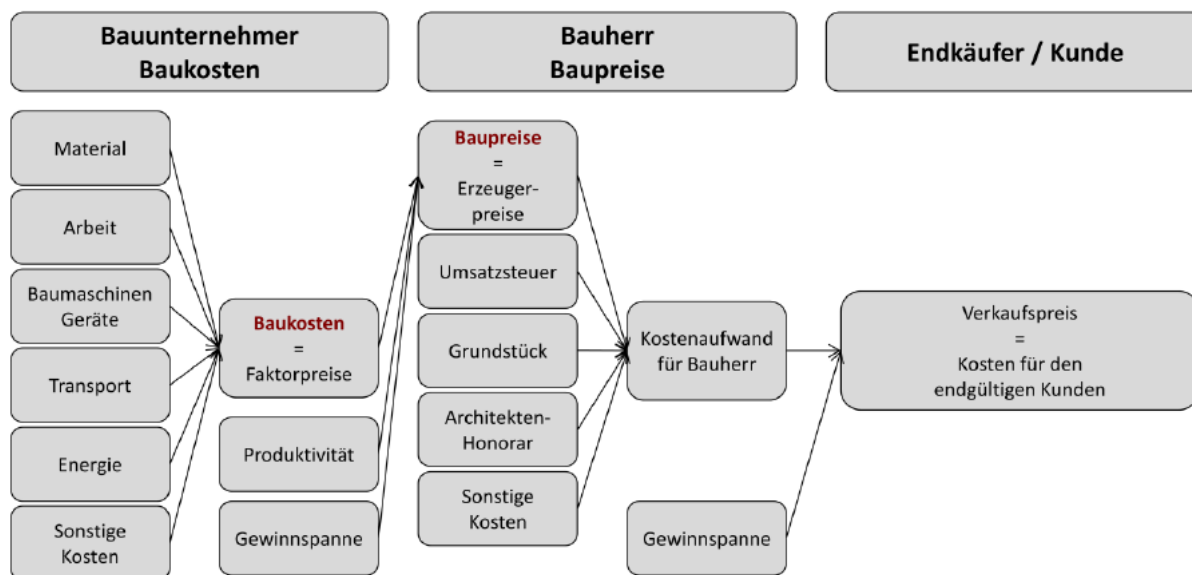 Bauunternehmer
Baukosten
Bauherr
Baupreise
Endkäufer / Kunde
Material
Arbeit
Baumaschinen
Geräte
Transport
Energie
Sonstige
Kosten
Baukosten
=
Faktorpreise
Produktivität
Gewinnspanne
Baupreise
=
Erzeuger-
preise
Umsatzsteuer
Grundstück
Architekten-
Honorar
Sonstige
Kosten
Kostenaufwand
für Bauherr
Gewinnspanne
Verkaufspreis
=
Kosten für den
endgültigen Kunden